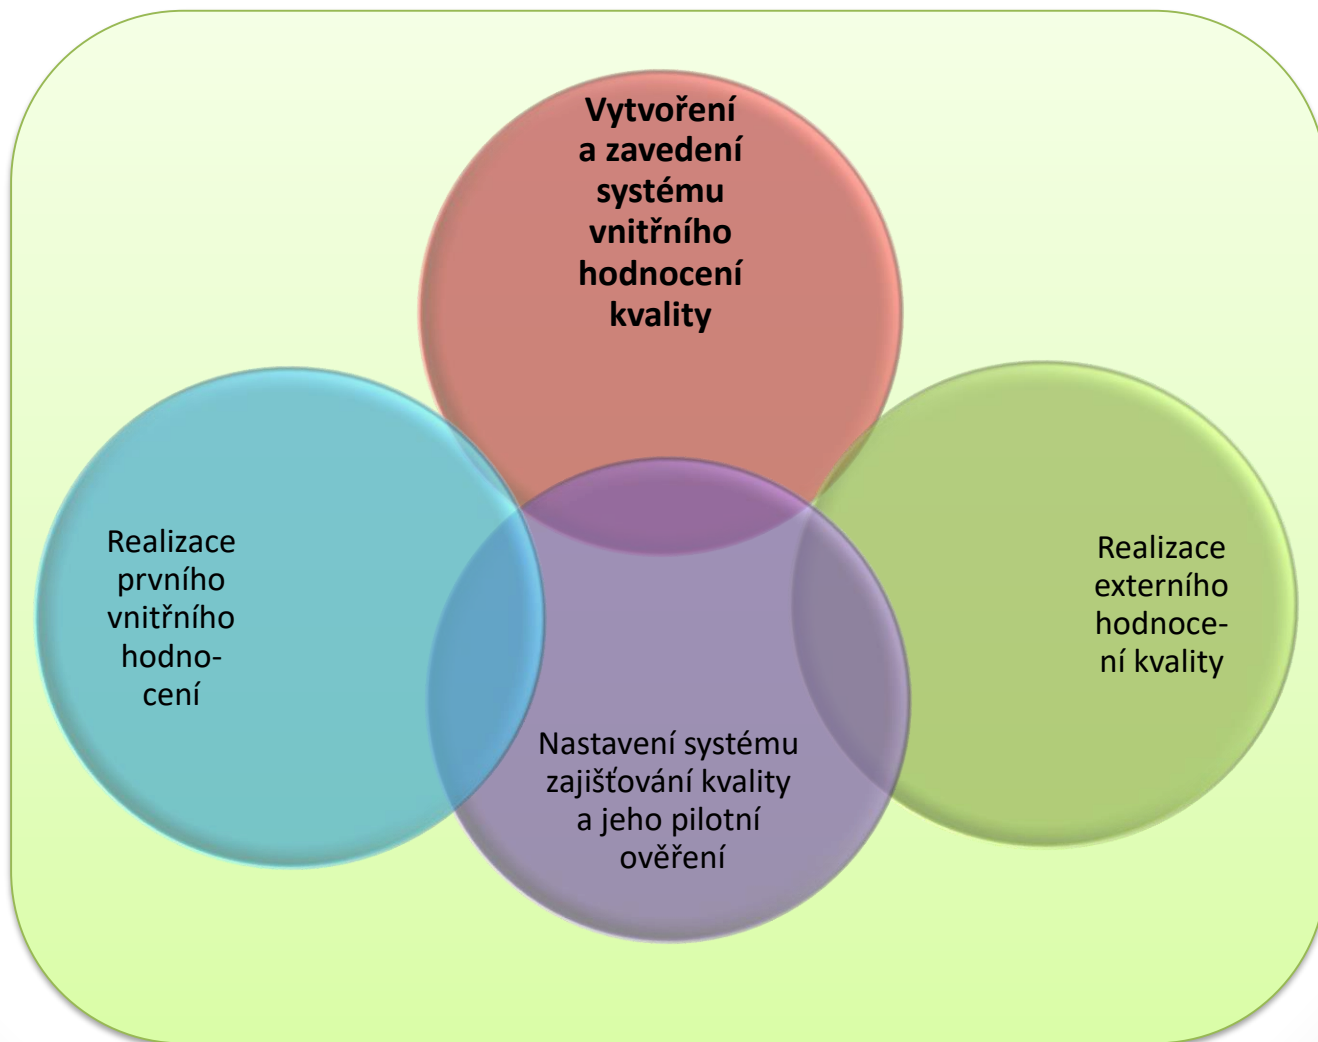 Vytvoření
a zavedení
systému
vnitřního
hodnocení
kvality
Realizace
prvního
vnitřního
hodno-
cení
Realizace
externího
hodnoce-
ní kvality
Nastavení systému
zajišťování kvality
a jeho pilotní
ověření